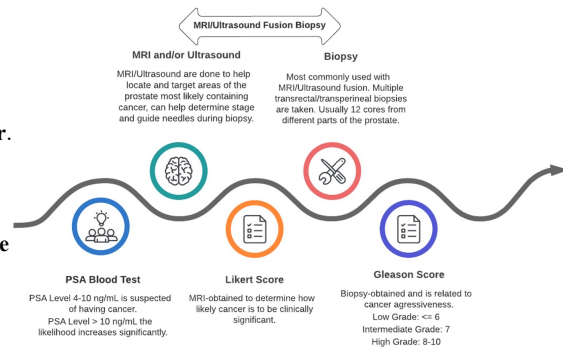 MRI/Ultrasound Fusion Biopsy
MRI and/or Ultrasound
MRI/Ultrasound are done to help
locate and target areas of the
prostate most likely containing
cancer, can help determine stage
and guide needles during biopsy.
Biopsy
Most commonly used with
MRI/Ultrasound fusion. Multiple
transrectal/transperineal biopsies
are taken. Usually 12 cores from
different parts of the prostate.
r.
e
PSA Blood Test
PSA Level 4-10 ng/mL is suspected
of having cancer.
PSA Level > 10 ng/mL the
likelihood increases significantly.
Likert Score
MRI-obtained to determine how
likely cancer is to be clinically
significant.
Gleason Score
Biopsy-obtained and is related to
cancer agressiveness.
Low Grade: <= 6
Intermediate Grade: 7
High Grade: 8-10